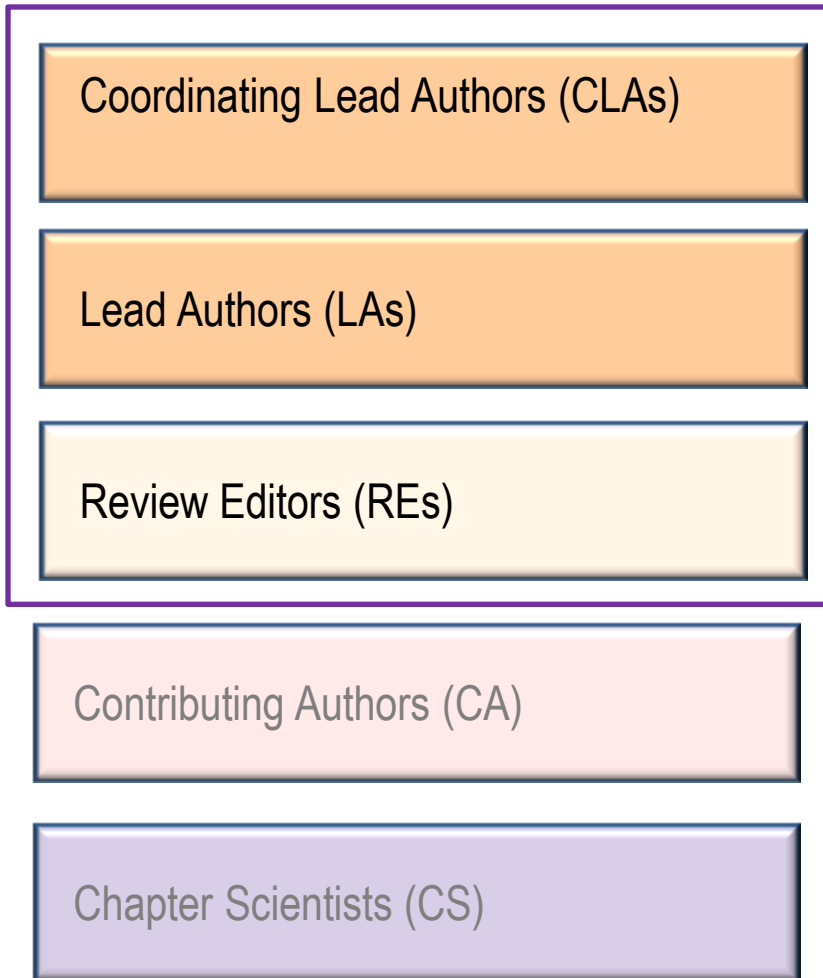 Coordinating Lead Authors (CLAs)
Lead Authors (LAs)
Review Editors (REs)
Contributing Authors (CA)
Chapter Scientists (CS)